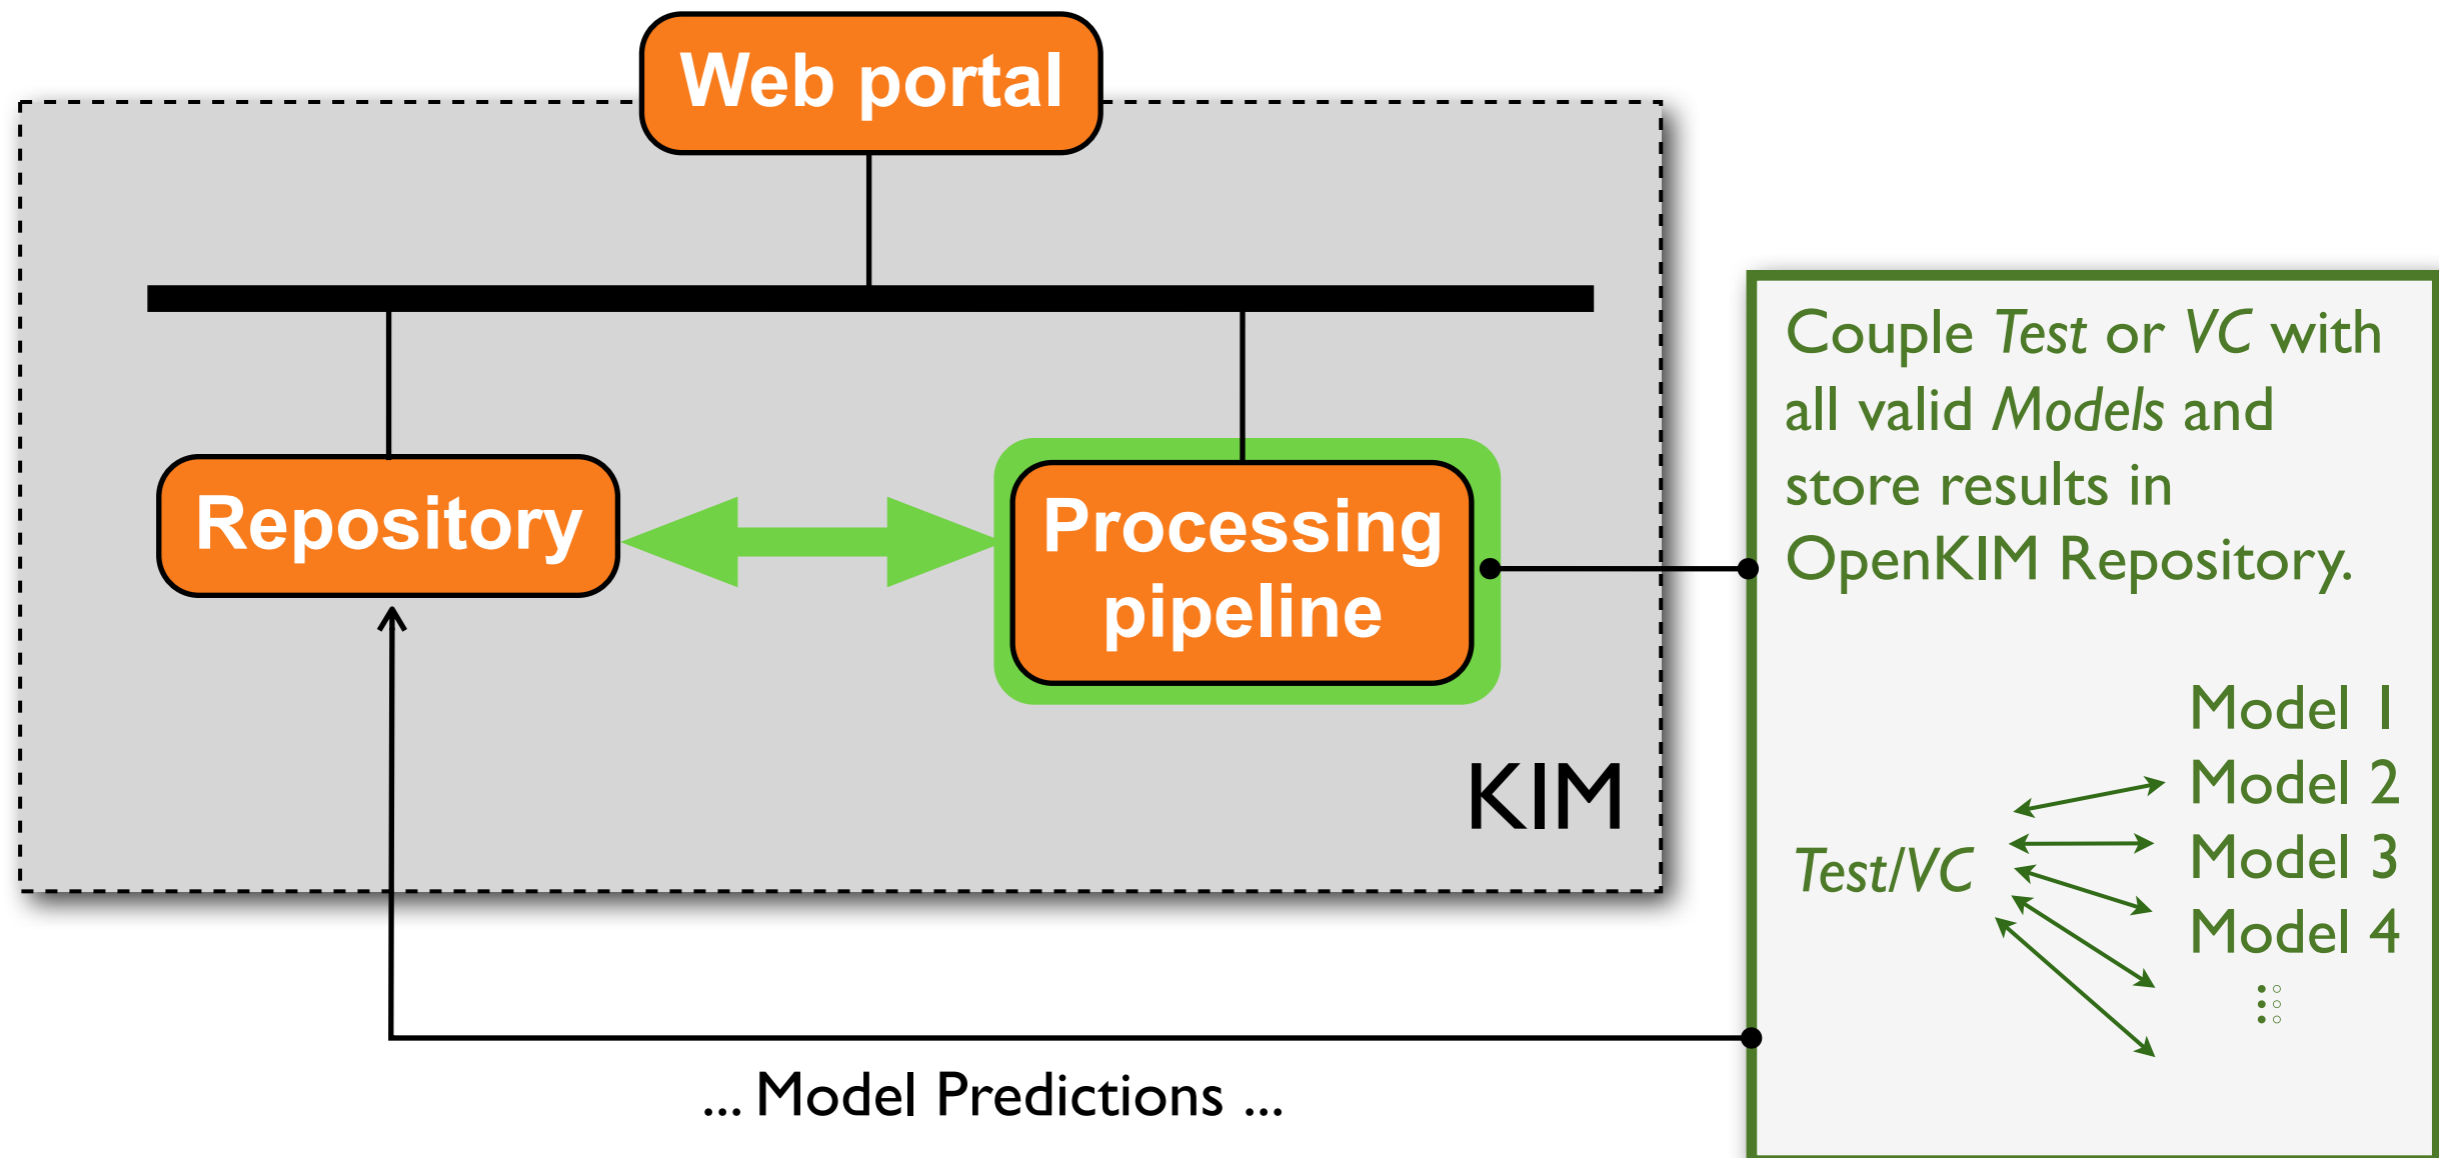 Web portal
Repository
Processing
pipeline
KIM
... Model Predictions ...
Couple Test or VC with
all valid Models and
store results in
OpenKIM Repository.
Model 1
Model 2
Test/VC
Model 3
Model 4